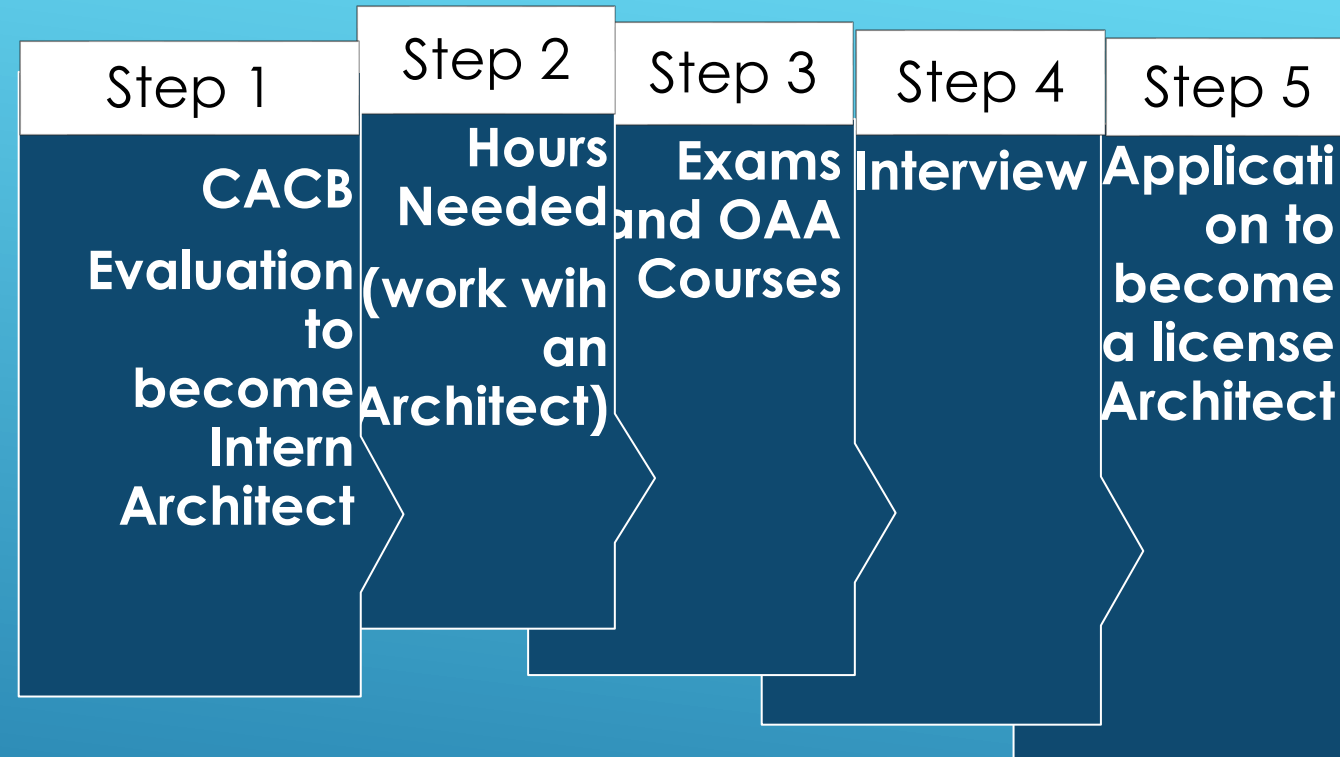 Step 1
CACB
Evaluation
to
become
Intern
Architect
Step 2
Hours
Needed
(work wih
an
Architect)
Step 3
Exams
and OAA
Courses
Step 4
Interview
Step 5
Applicati
on to
become
a license
Architect